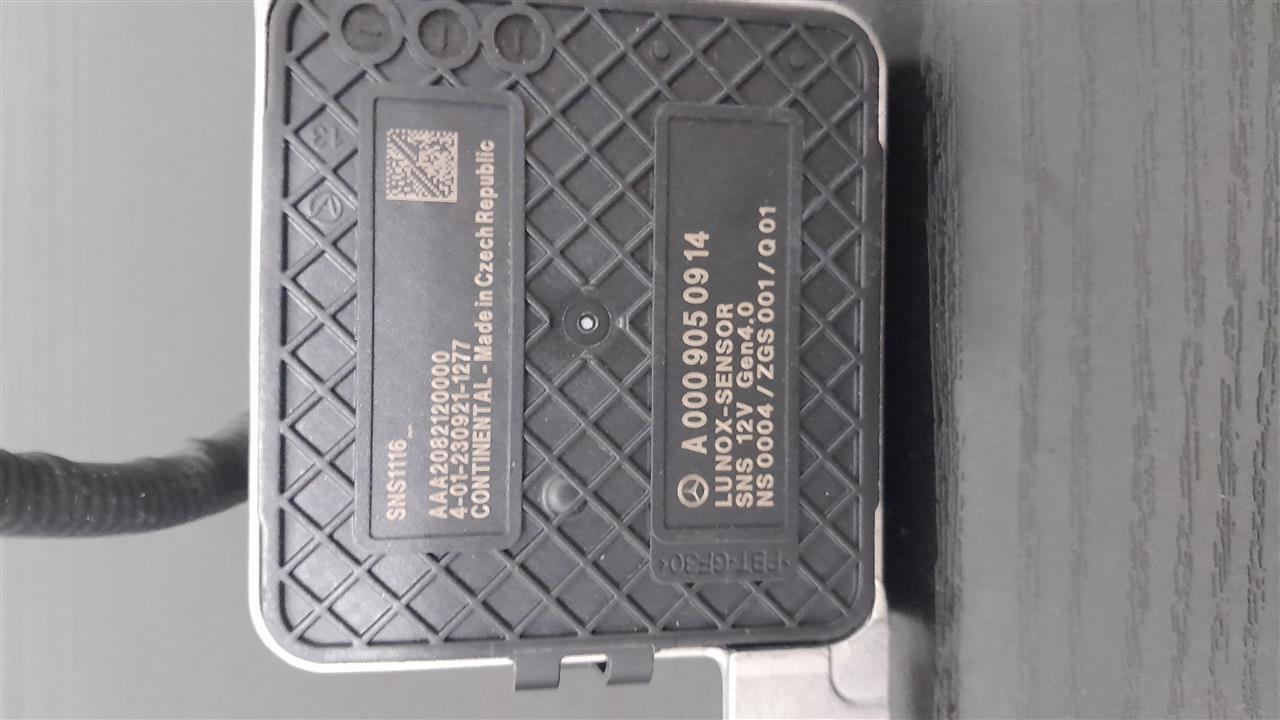 SNS1116_
AAA2082120000
4-01-230921-1277
CONTINENTAL - Made in Czech Republic
A 000 905 09 14
LU NOX-SENSOR
SNS 12V Gen4.0
NS 0004 / ZGS 001 / Q 01
>PBT-GF30<